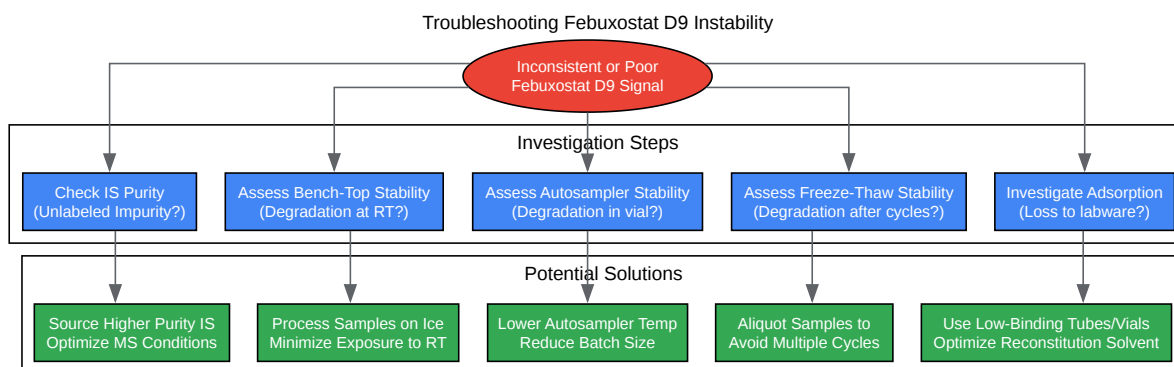 Troubleshooting Febuxostat D9 Instability
Inconsistent or Poor
Febuxostat D9 Signal
Investigation Steps
Check IS Purity
(Unlabeled Impurity?)
Assess Bench-Top Stability
(Degradation at RT?)
Assess Autosampler Stability
(Degradation in vial?)
Assess Freeze-Thaw Stability
(Degradation after cycles?)
Investigate Adsorption
(Loss to labware?)
Potential Solutions
Source Higher Purity IS
Optimize MS Conditions
Process Samples on Ice
Minimize Exposure to RT
Lower Autosampler Temp
Reduce Batch Size
Aliquot Samples to
Avoid Multiple Cycles
Use Low-Binding Tubes/Vials
Optimize Reconstitution Solvent